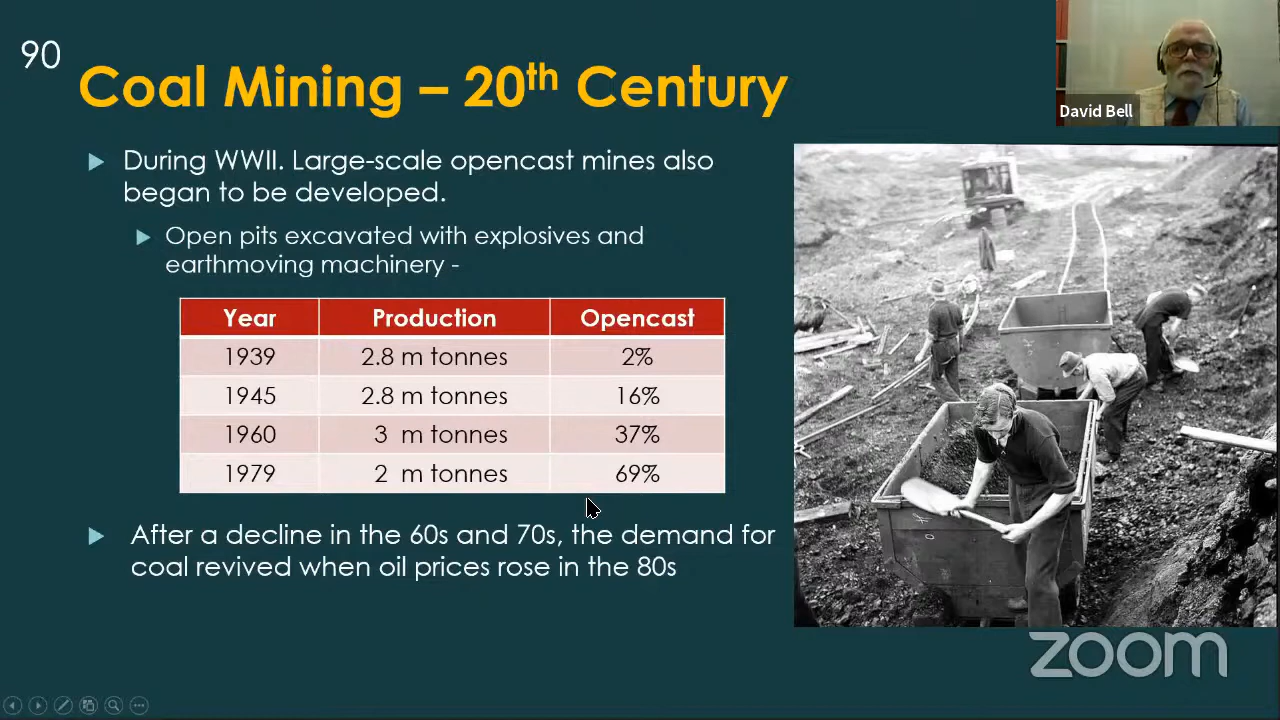 90
Coal Mining – 20th Century
David Bell
During WWII. Large-scale opencast mines also
began to be developed.
Open pits excavated with explosives and
earthmoving machinery -
Year Production Opencast
1939 2.8 m tonnes 2%
1945 2.8 m tonnes 16%
1960 3 m tonnes 37%
1979 2 m tonnes 69%
After a decline in the 60s and 70s, the demand for
coal revived when oil prices rose in the 80s
zoom